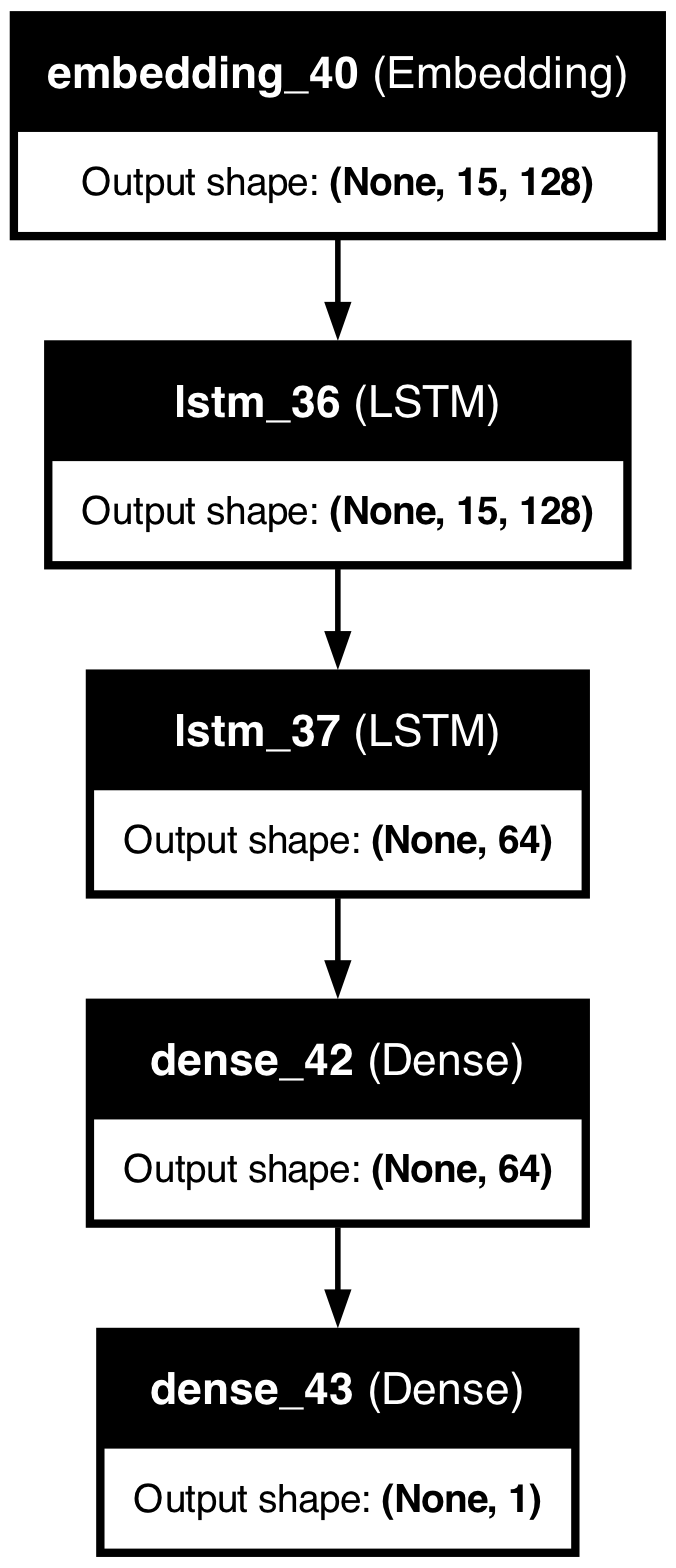 embedding_40 (Embedding)
Output shape: (None, 15, 128)
lstm_36 (LSTM)
Output shape: (None, 15, 128)
lstm_37 (LSTM)
Output shape: (None, 64)
dense_42 (Dense)
Output shape: (None, 64)
dense_43 (Dense)
Output shape: (None, 1)